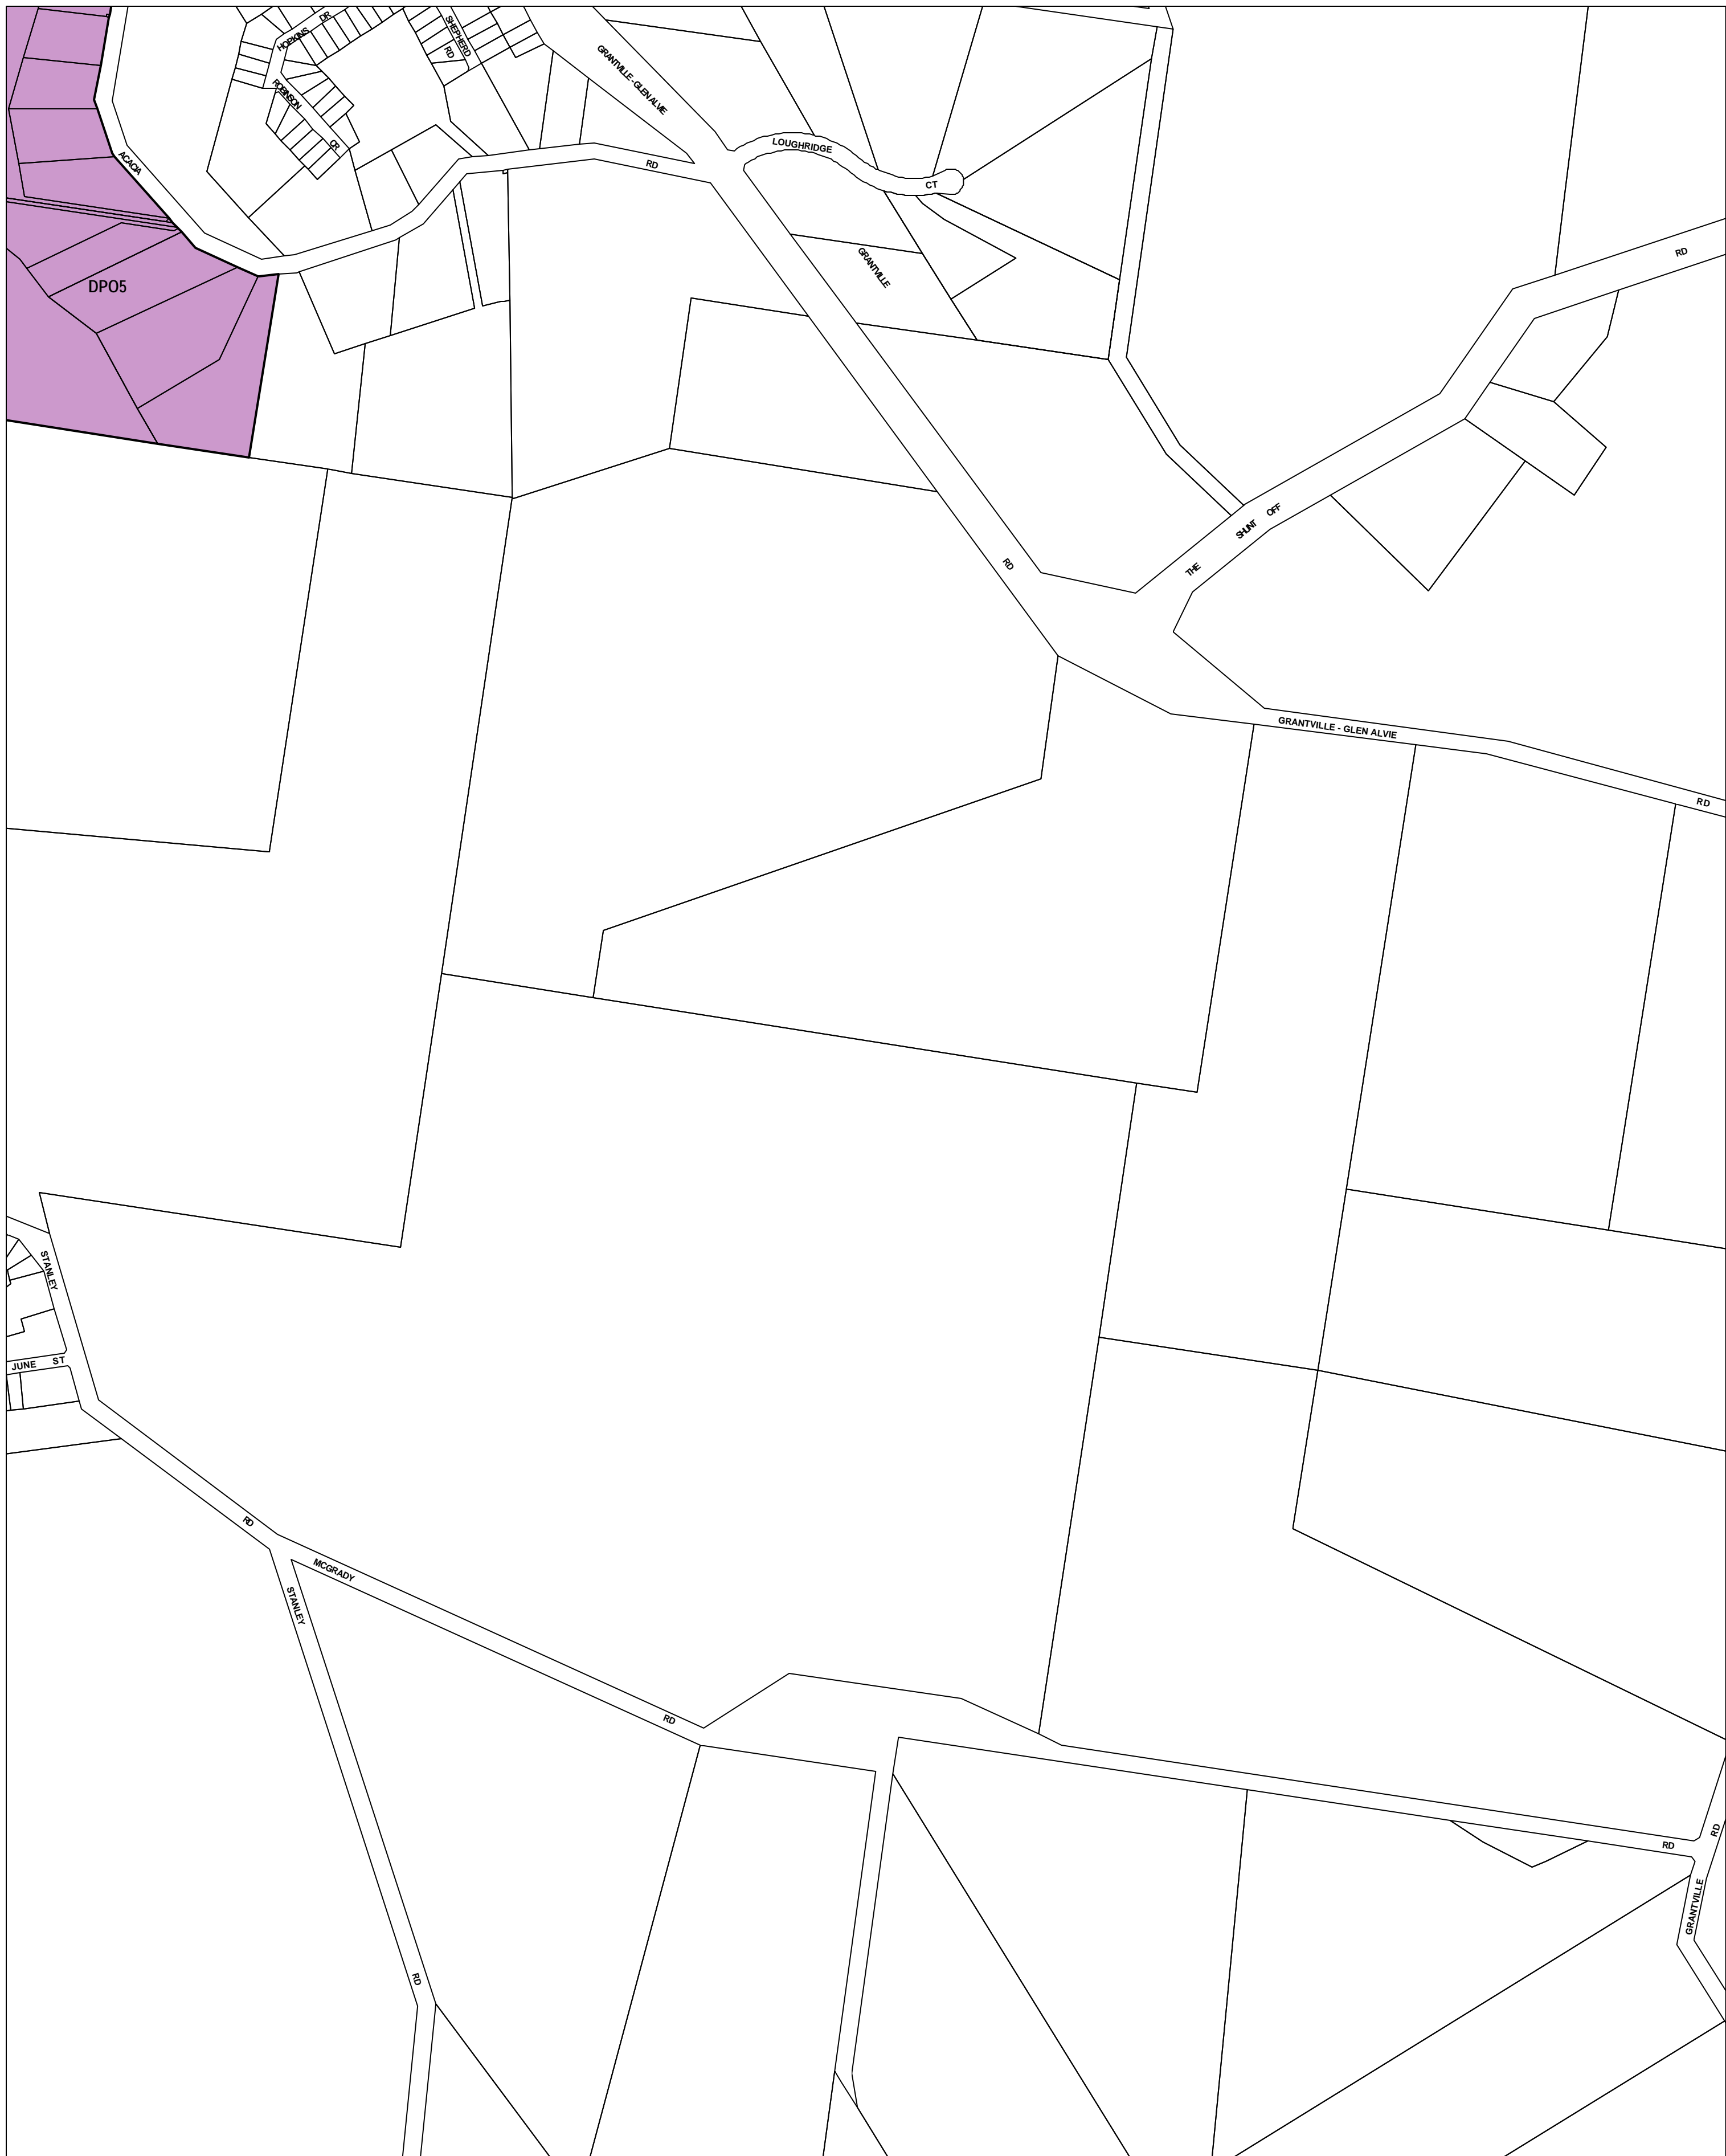 DR
HOPKINS
SHEPHERD
RD
GRANTVILLE - GLEN ALVIE
ROBINSON
CR
ACACIA
RD
LOUGHRIDGE
CT
GRANTVILLE
RD
DPO5
RD
THE SHUNT OFF
GRANTVILLE - GLEN ALVIE
RD
STANLEY
JUNE ST
RD
MCGRADY
STANLEY
RD
RD
RD
GRANTVILLE
RD